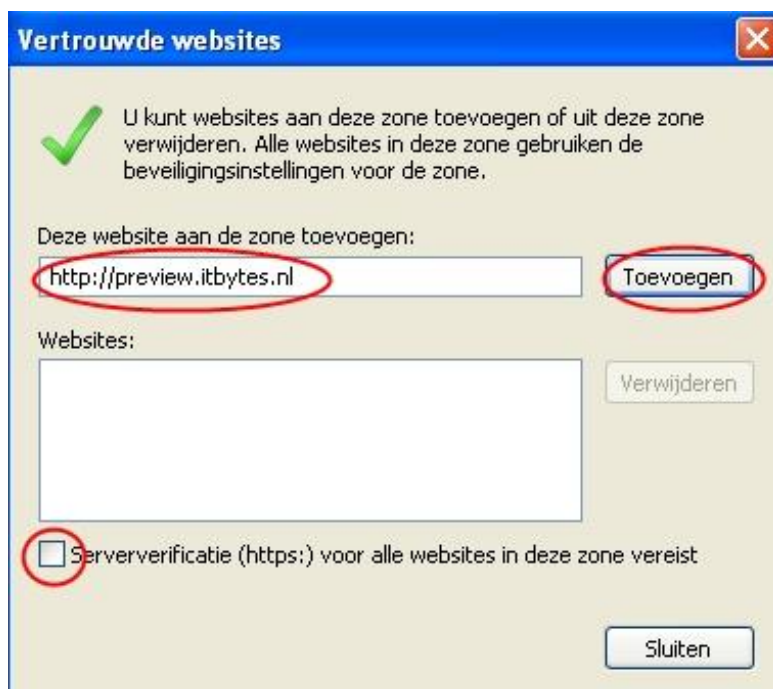 Vertrouwde websites
U kunt websites aan deze zone toevoegen of uit deze zone
verwijderen. Alle websites in deze zone gebruiken de
beveiligingsinstellingen voor de zone.
Deze website aan de zone toevoegen:
http://preview.itbytes.nl
Toevoegen
Websites:
Verwijderen
Serververificatie (https:) voor alle websites in deze zone vereist
Sluiten